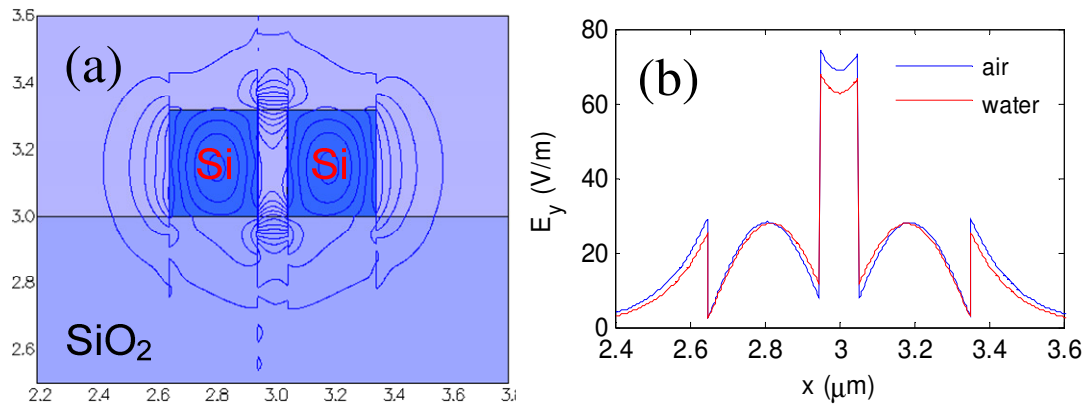 (a)
3.6
3.4
3.2
3.0
2.8
2.6
Si Si
SiO₂
2.2 2.4 2.6 2.8 3.0 3.2 3.4 3.6
(b)
air
water
E_y (V/m)
80
60
40
20
0
2.4 2.6 2.8 3 3.2 3.4 3.6
x (μm)